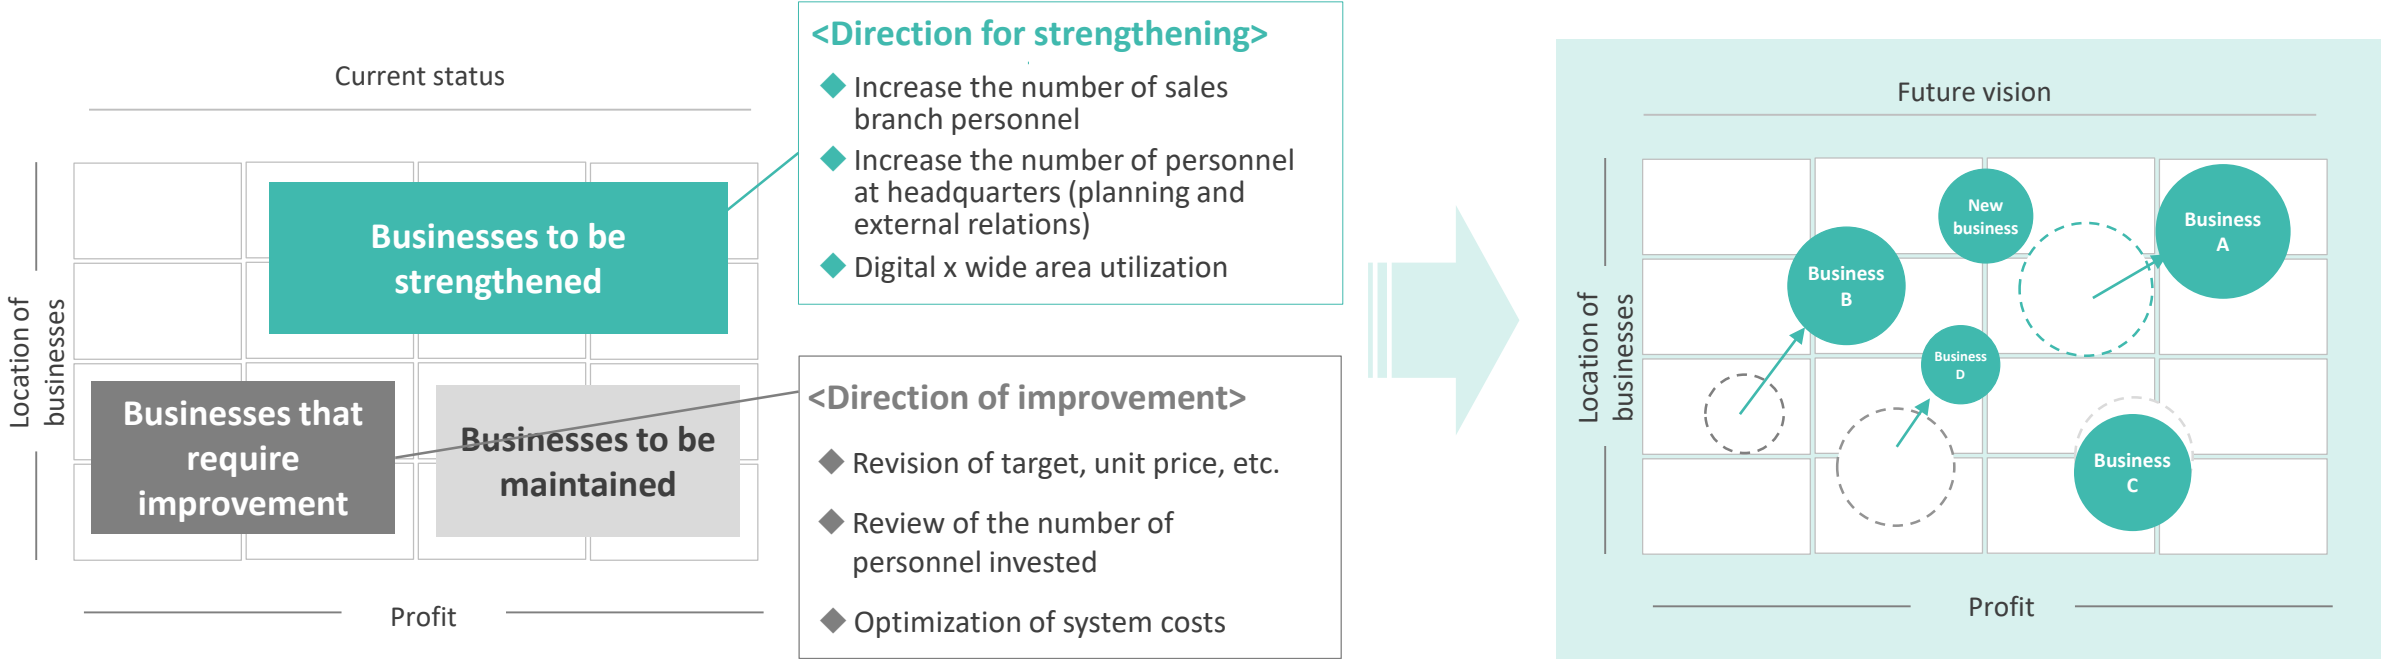 Current status
Location of
businesses
Businesses to be
strengthened
Businesses that
require
improvement
Businesses to be
maintained
Profit
<Direction for strengthening>
Increase the number of sales
branch personnel
Increase the number of personnel
at headquarters (planning and
external relations)
Digital x wide area utilization
<Direction of improvement>
Revision of target, unit price, etc.
Review of the number of
personnel invested
Optimization of system costs
Future vision
Location of
businesses
New
business
Business
A
Business
B
Business
D
Business
C
Profit